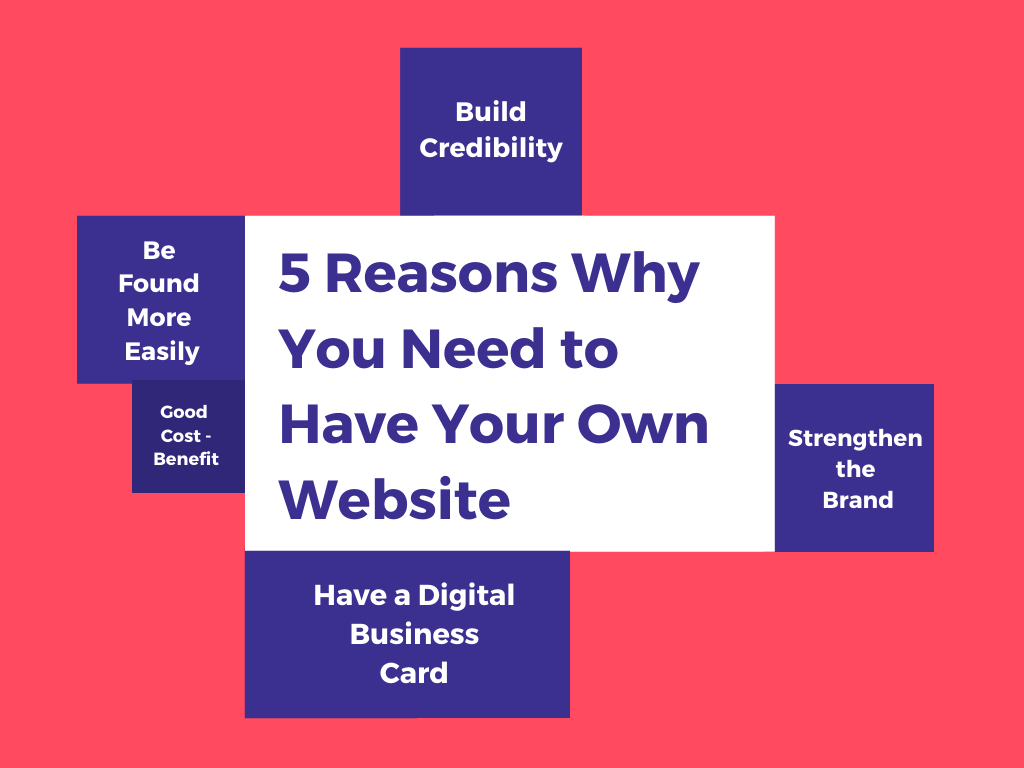 Build
Credibility
Be
Found
More
Easily
5 Reasons Why
You Need to
Have Your Own
Website
Good
Cost -
Benefit
Strengthen
the
Brand
Have a Digital
Business
Card